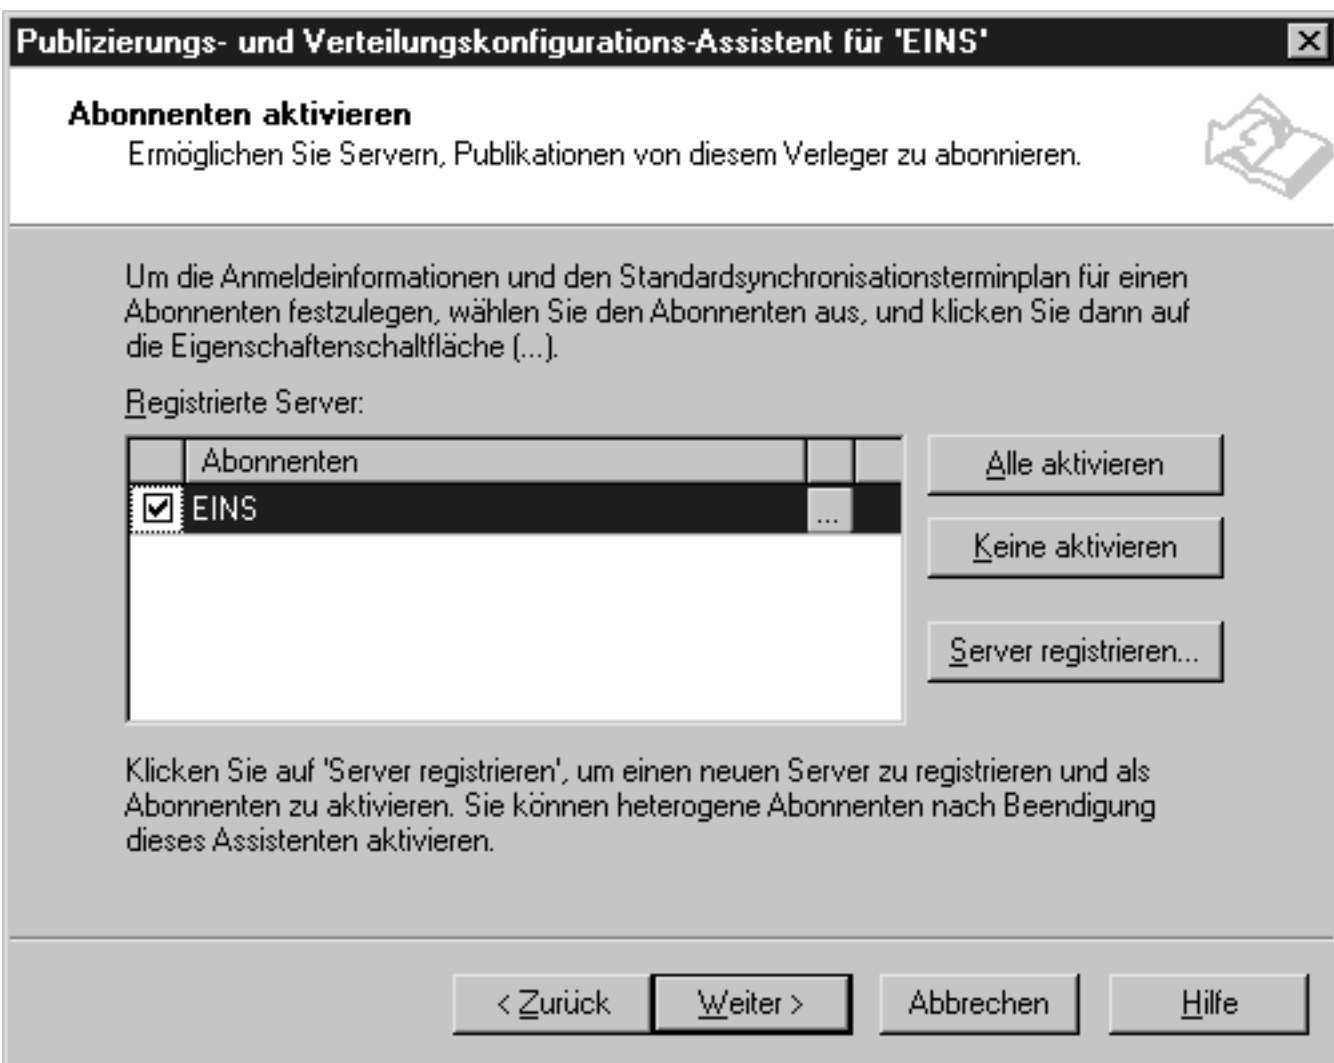 Publizierungs- und Verteilungskonfigurations-Assistent für 'EINS'
Abonnenten aktivieren
Ermöglichen Sie Servern, Publikationen von diesem Verleger zu abonnieren.
Um die Anmeldeinformationen und den Standardsynchronisationsterminplan für einen
Abonnenten festzulegen, wählen Sie den Abonnenten aus, und klicken Sie dann auf
die Eigenschaftenschaltfläche (...).
Registrierte Server:
Abonnenten
EINS
...
Alle aktivieren
Keine aktivieren
Server registrieren...
Klicken Sie auf 'Server registrieren', um einen neuen Server zu registrieren und als
Abonnenten zu aktivieren. Sie können heterogene Abonnenten nach Beendigung
dieses Assistenten aktivieren.
< Zurück
Weiter >
Abbrechen
Hilfe